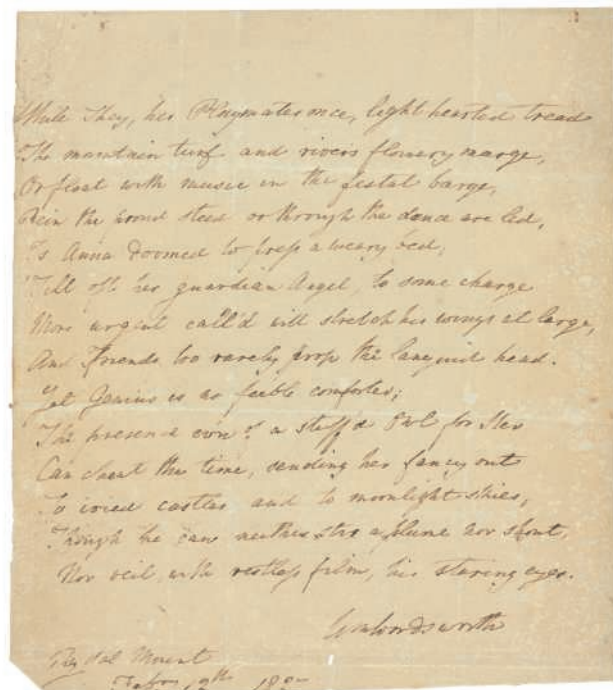 While They, her Playmates once, light hearted tread
The mountain turf and river's flowery marge,
Or float with music in the festal barge,
Rein the proud steed or through the dance are led,
Is Anna doomed to press a weary bed,
Till oft her guardian Angel, to some charge
More urgent call'd will stretch his wings at large,
And Friends too rarely prop the languid head.
Yet Genius is no feeble comforter;
The presence even of a stuff'd Owl for Her
Can cheat the time, sending her fancy out
To ivied castles and to moonlight skies,
Though he can neither stir a plume nor shout,
Nor veil, with restless film, his staring eyes.
Wm Wordsworth
Rydal Mount